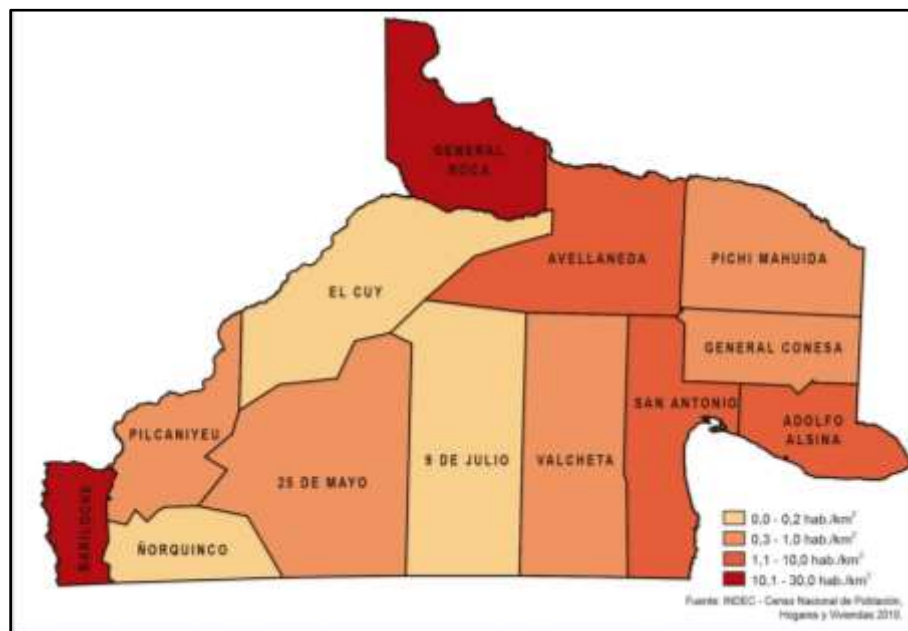 GENERAL
ROCA
AVELLANEDA
PICHI MAHUIDA
EL CUY
GENERAL CONESA
SAN ANTONIO
ADOLFO
ALSINA
PILCANIYEU
25 DE MAYO
9 DE JULIO
VALCHETA
BARILOCHE
ÑORQUINCO
0,0 - 0,2 hab./km²
0,3 - 1,0 hab./km²
1,1 - 10,0 hab./km²
10,1 - 30,0 hab./km²
Fuente: INDEC - Censo Nacional de Población,
Hogares y Viviendas 2010.